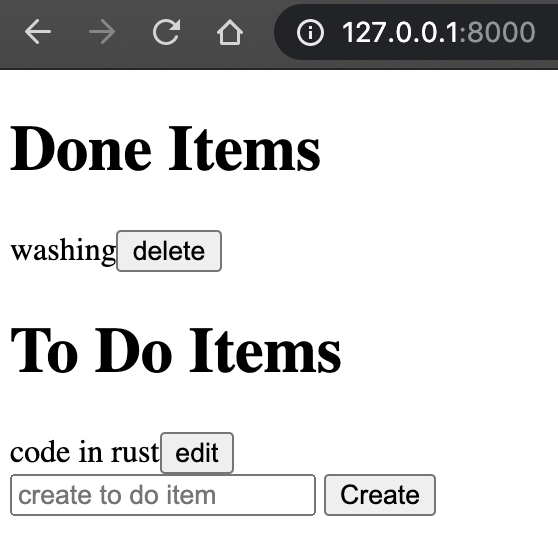 127.0.0.1:8000
Done Items
washing delete
To Do Items
code in rust edit
create to do item Create